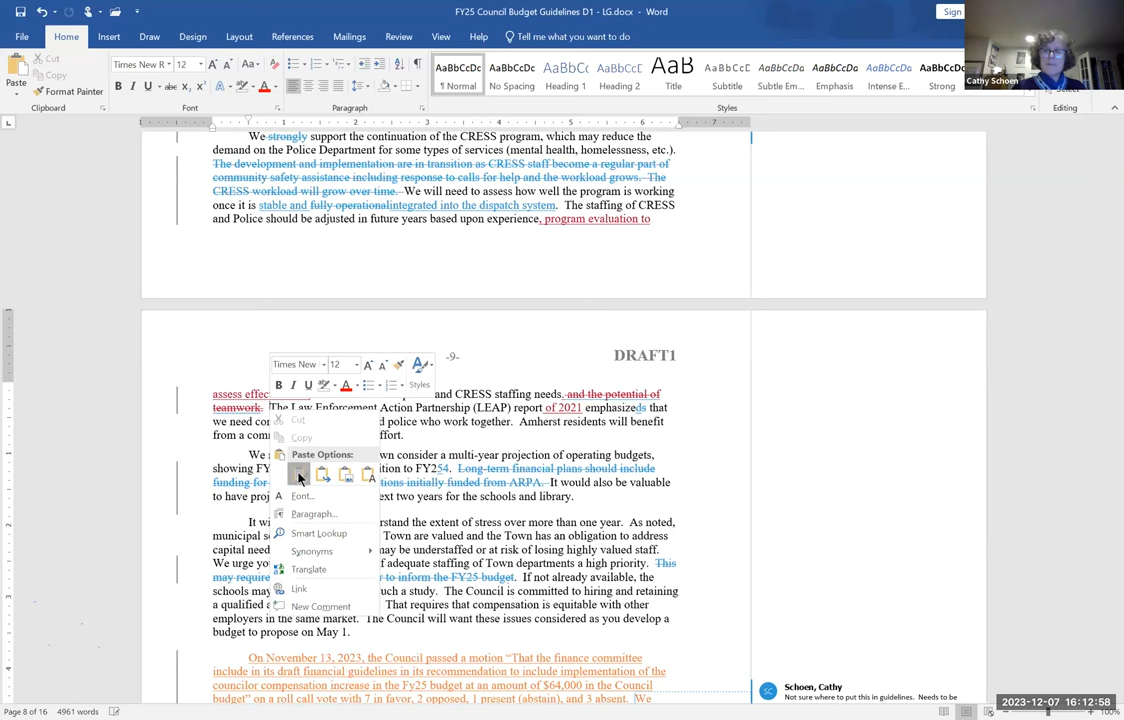 FY25 Council Budget Guidelines D1 - LG.docx - Word
Sign
File Home Insert Draw Design Layout References Mailings Review View Help Tell me what you want to do
Paste
Cut
Copy
Format Painter
Clipboard
Times New R 12
Font
Paragraph
AaBbCcDc AaBbCcDc AaBbCc AaBbCcC AaB AaBbCcD AaBbCcDc AaBbCcDc AaBbCcDc AaBbCc
¶ Normal No Spacing Heading 1 Heading 2 Title Subtitle Subtle Em... Emphasis Intense E... Strong
Styles
Editing
Cathy Schoen
We strongly support the continuation of the CRESS program, which may reduce the
demand on the Police Department for some types of services (mental health, homelessness, etc.).
The development and implementation are in transition as CRESS staff become a regular part of
community safety assistance including response to calls for help and the workload grows. The
CRESS workload will grow over time. We will need to assess how well the program is working
once it is stable and fully operationalintegrated into the dispatch system. The staffing of CRESS
and Police should be adjusted in future years based upon experience, program evaluation to
-9-
DRAFT1
assess effec and CRESS staffing needs. and the potential of
teamwork. The Law Enforcement Action Partnership (LEAP) report of 2021 emphasizeds that
we need co d police who work together. Amherst residents will benefit
from a com ffort.
We r wn consider a multi-year projection of operating budgets,
showing FY ition to FY254. Long-term financial plans should include
funding for tions initially funded from ARPA. It would also be valuable
to have proj ext two years for the schools and library.
It wi rstand the extent of stress over more than one year. As noted,
municipal s Town are valued and the Town has an obligation to address
capital need may be understaffed or at risk of losing highly valued staff.
We urge yo f adequate staffing of Town departments a high priority. This
may require r to inform the FY25 budget. If not already available, the
schools may uch a study. The Council is committed to hiring and retaining
a qualified a That requires that compensation is equitable with other
employers in the same market. The Council will want these issues considered as you develop a
budget to propose on May 1.
On November 13, 2023, the Council passed a motion “That the finance committee
include in its draft financial guidelines in its recommendation to include implementation of the
councilor compensation increase in the Fy25 budget at an amount of $64,000 in the Council
budget” on a roll call vote with 7 in favor, 2 opposed, 1 present (abstain), and 3 absent. We
Times New 12
Styles
Cut
Copy
Paste Options:
Font...
Paragraph...
Smart Lookup
Synonyms
Translate
Link
New Comment
SC
Schoen, Cathy
Not sure where to put this in guidelines. Needs to be
Page 8 of 16 4961 words
2023-12-07 16:12:58
100%